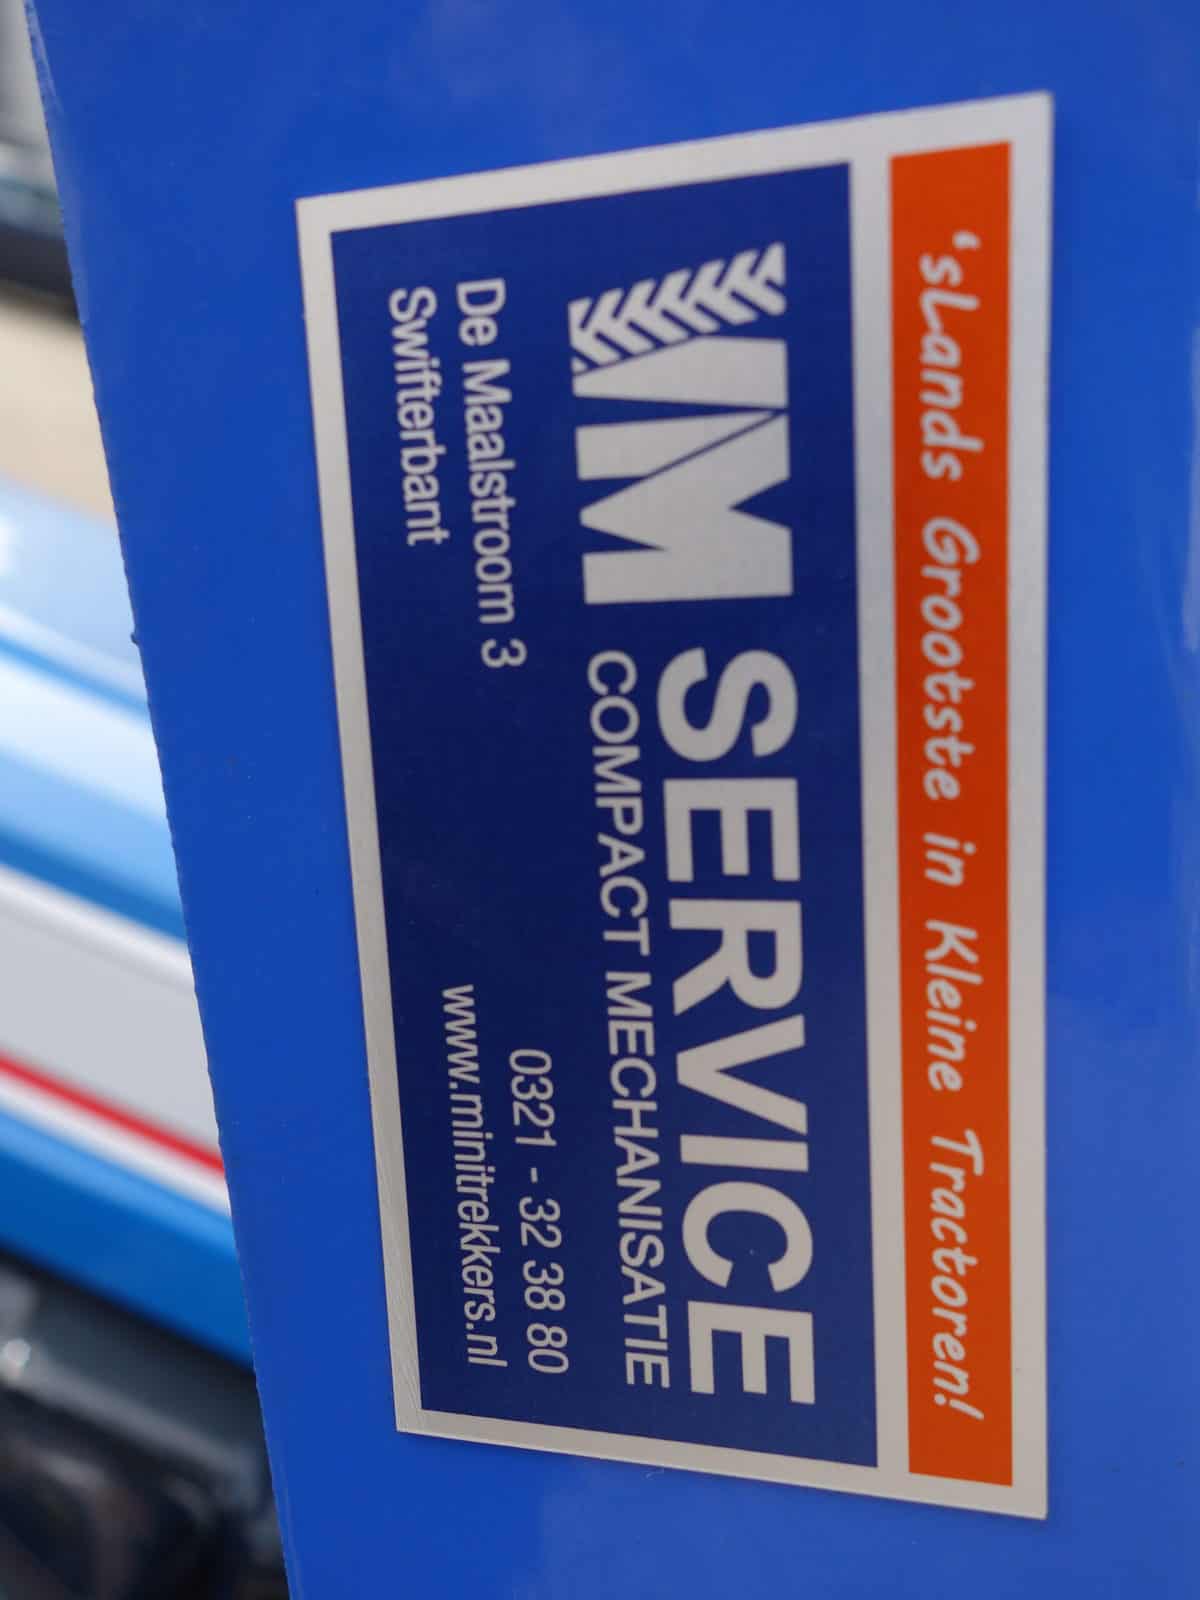 'sLands Grootste in Kleine Tractoren!
VM SERVICE
COMPACT MECHANISATIE
De Maalstroom 3
Swifterbant
0321 - 32 38 80
www.minitrekkers.nl